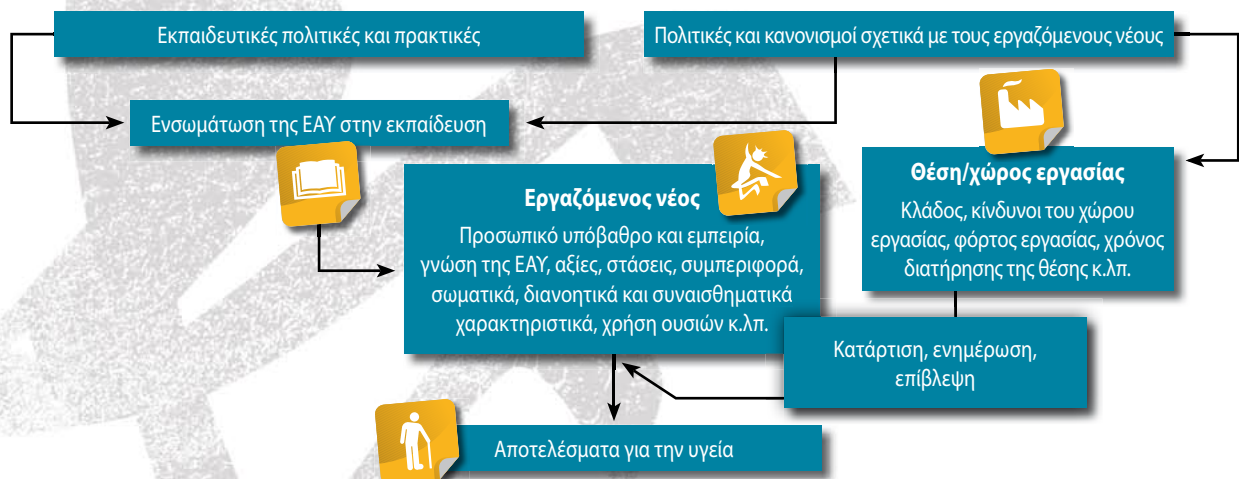 Εκπαιδευτικές πολιτικές και πρακτικές
Πολιτικές και κανονισμοί σχετικά με τους εργαζόμενους νέους
Ενσωμάτωση της ΕΑΥ στην εκπαίδευση
Εργαζόμενος νέος
Προσωπικό υπόβαθρο και εμπειρία,
γνώση της ΕΑΥ, αξίες, στάσεις, συμπεριφορά,
σωματικά, διανοητικά και συναισθηματικά
χαρακτηριστικά, χρήση ουσιών κ.λπ.
Θέση/χώρος εργασίας
Κλάδος, κίνδυνοι του χώρου
εργασίας, φόρτος εργασίας, χρόνος
διατήρησης της θέσης κ.λπ.
Κατάρτιση, ενημέρωση,
επίβλεψη
Αποτελέσματα για την υγεία